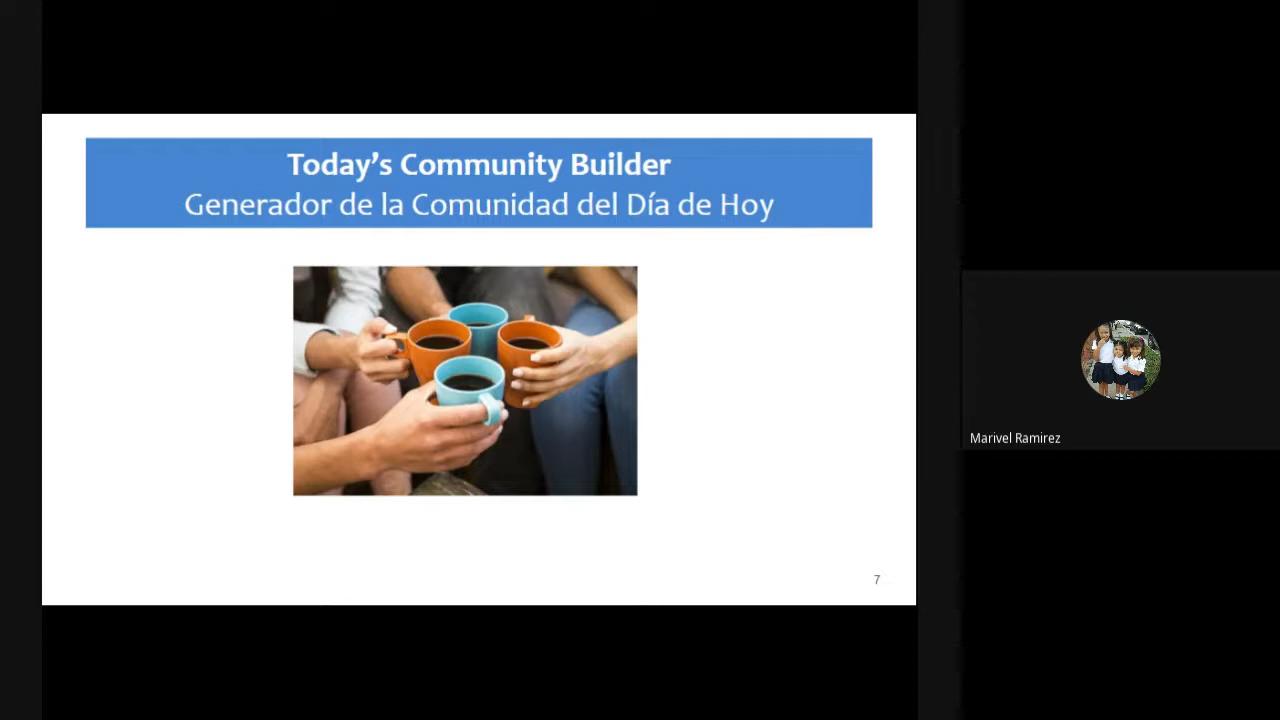 Today’s Community Builder
Generador de la Comunidad del Día de Hoy
Marivel Ramirez
7